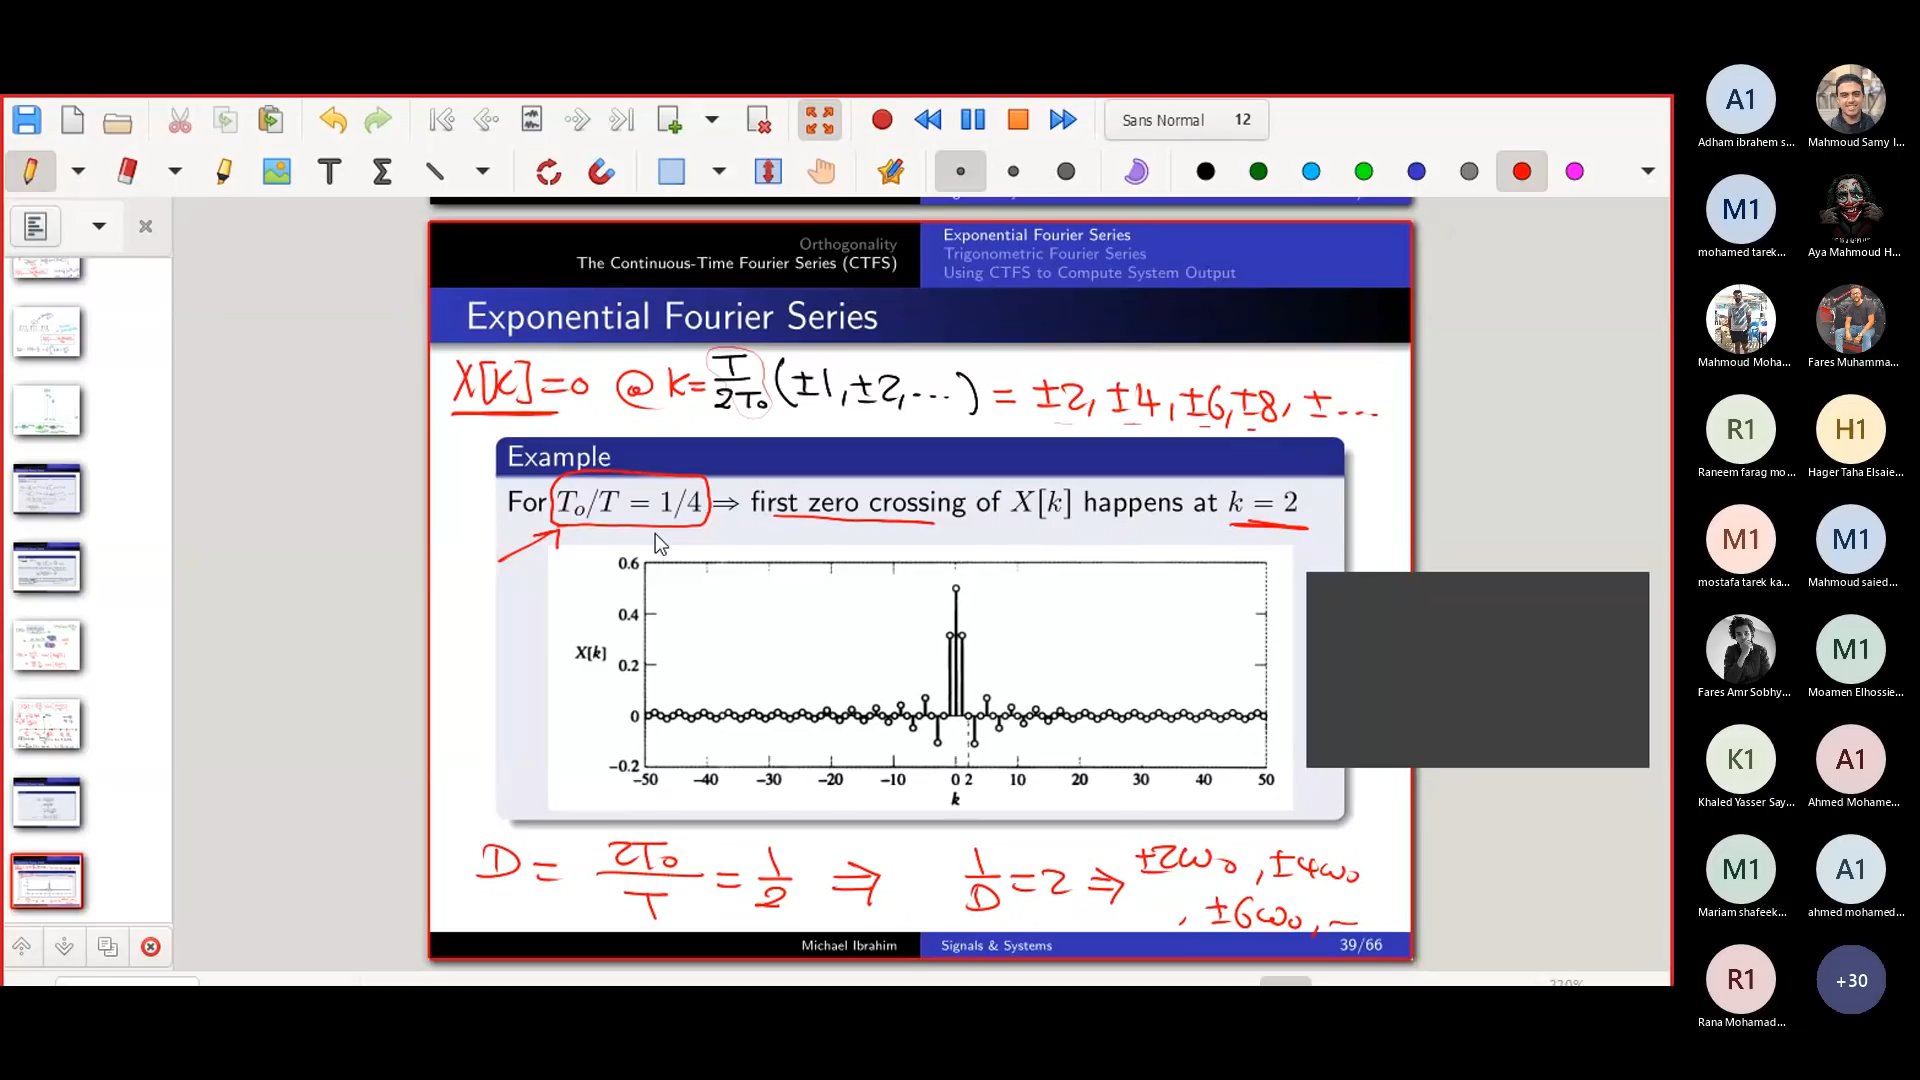 Sans Normal 12
Orthogonality
The Continuous-Time Fourier Series (CTFS)
Exponential Fourier Series
Trigonometric Fourier Series
Using CTFS to Compute System Output
Exponential Fourier Series
X[K]=0 @ K= T/2T₀ (±1, ±2, ...) = ±2, ±4, ±6, ±8, ± ...
Example
For Tₒ/T = 1/4 ⇒ first zero crossing of X[k] happens at k = 2
0.6
0.4
X[k]
0.2
0
−0.2
−50 −40 −30 −20 −10 0 2 10 20 30 40 50
k
D = 2T₀/T = 1/2 ⇒ 1/D = 2 ⇒ ±2ω₀, ±4ω₀
, ±6ω₀, ~
Michael Ibrahim Signals & Systems 39/66
A1
Adham ibrahem s...
Mahmoud Samy I...
M1
mohamed tarek...
Aya Mahmoud H...
Mahmoud Moha...
Fares Muhamma...
R1 H1
Raneem farag mo...
Hager Taha Elsaie...
M1 M1
mostafa tarek ka...
Mahmoud saied...
M1
Fares Amr Sobhy...
Moamen Elhossie...
K1 A1
Khaled Yasser Say...
Ahmed Mohame...
M1 A1
Mariam shafeek...
ahmed mohamed...
R1 +30
Rana Mohamad...